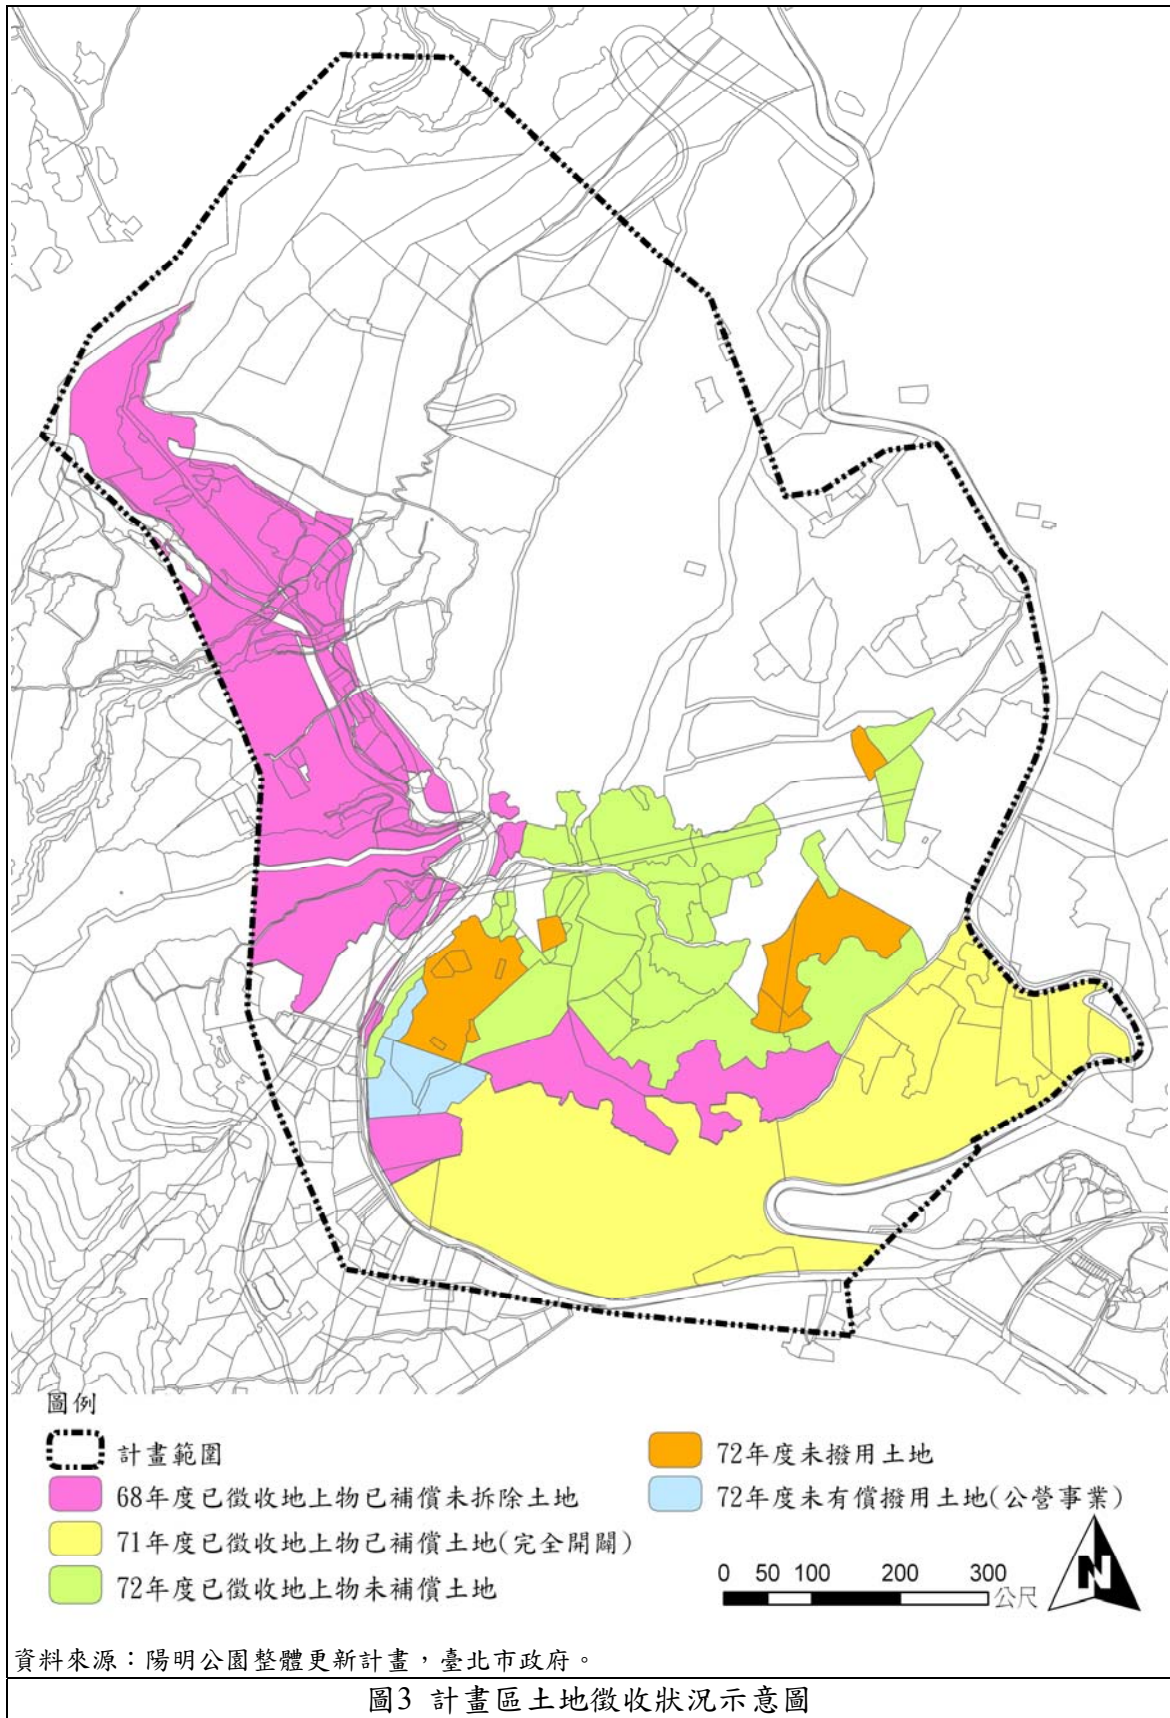 圖例
計畫範圍
68年度已徵收地上物已補償未拆除土地
71年度已徵收地上物已補償土地(完全開闢)
72年度已徵收地上物未補償土地
72年度未撥用土地
72年度未有償撥用土地(公營事業)
0 50 100 200 300
公尺
N
資料來源：陽明公園整體更新計畫，臺北市政府。
圖3 計畫區土地徵收狀況示意圖